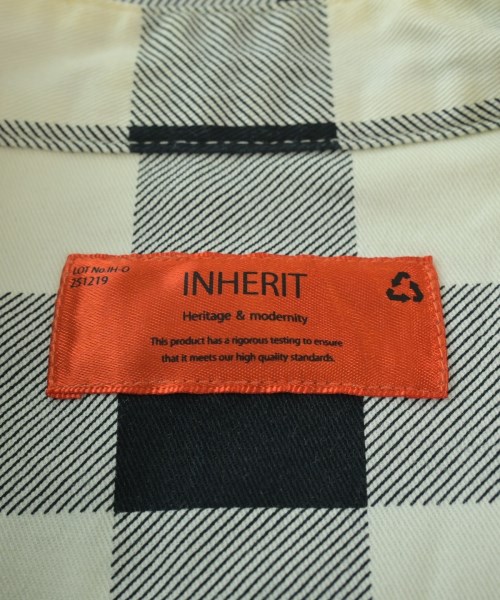 LOT No.IH-O
251219
INHERIT
Heritage & modernity
This product has a rigorous testing to ensure
that it meets our high quality standards.